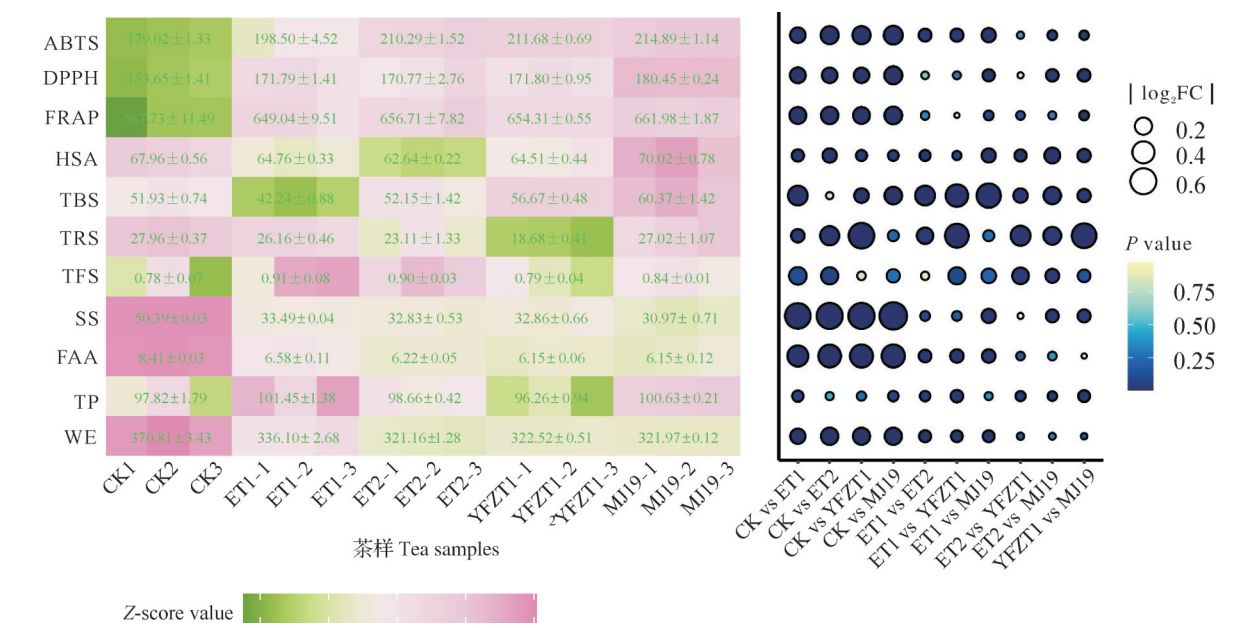 ABTS 179.02±1.33 198.50±4.52 210.29±1.52 211.68±0.69 214.89±1.14
DPPH 153.65±1.41 171.79±1.41 170.77±2.76 171.80±0.95 180.45±0.24
FRAP 567.73±11.49 649.04±9.51 656.71±7.82 654.31±0.55 661.98±1.87
HSA 67.96±0.56 64.76±0.33 62.64±0.22 64.51±0.44 70.02±0.78
TBS 51.93±0.74 42.24±0.88 52.15±1.42 56.67±0.48 60.37±1.42
TRS 27.96±0.37 26.16±0.46 23.11±1.33 18.68±0.41 27.02±1.07
TFS 0.78±0.07 0.91±0.08 0.90±0.03 0.79±0.04 0.84±0.01
SS 50.39±0.03 33.49±0.04 32.83±0.53 32.86±0.66 30.97±0.71
FAA 8.41±0.03 6.58±0.11 6.22±0.05 6.15±0.06 6.15±0.12
TP 97.82±1.79 101.45±1.38 98.66±0.42 96.26±0.94 100.63±0.21
WE 370.81±3.43 336.10±2.68 321.16±1.28 322.52±0.51 321.97±0.12
CK1 CK2 CK3 ET1-1 ET1-2 ET1-3 ET2-1 ET2-2 ET2-3 YFZT1-1 YFZT1-2 2YFZT1-3 MJ19-1 MJ19-2 MJ19-3
茶样 Tea samples
Z-score value
CK vs ET1
CK vs ET2
CK vs YFZT1
CK vs MJ19
ET1 vs ET2
ET1 vs YFZT1
ET1 vs MJ19
ET2 vs YFZT1
ET2 vs MJ19
YFZT1 vs MJ19
| log₂FC |
0.2
0.4
0.6
P value
0.75
0.50
0.25